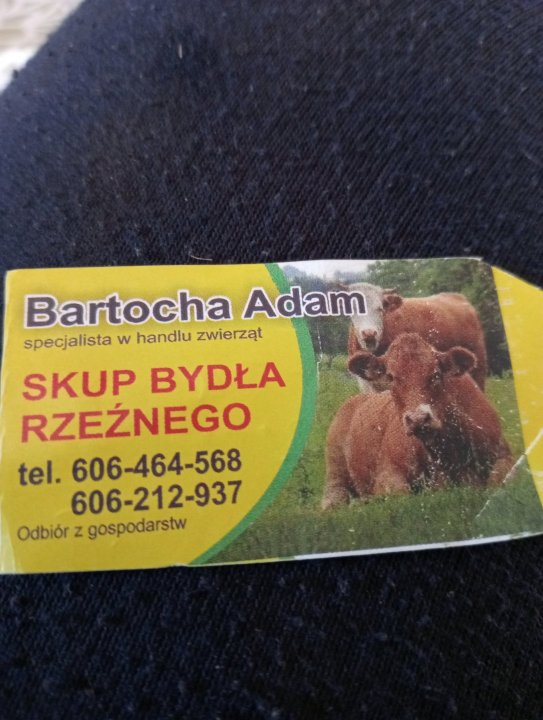 Bartocha Adam
specjalista w handlu zwierząt
SKUP BYDŁA
RZEŹNEGO
tel. 606-464-568
606-212-937
Odbiór z gospodarstw